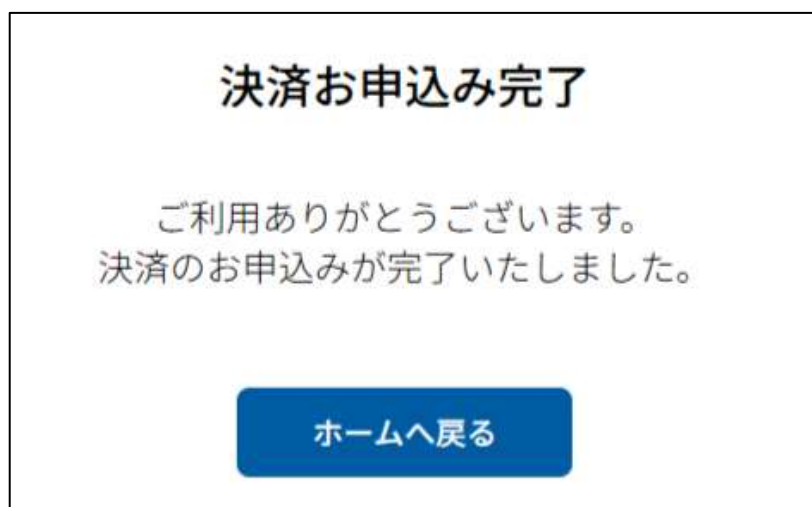 決済お申込み完了
ご利用ありがとうございます。
決済のお申込みが完了いたしました。
ホームへ戻る